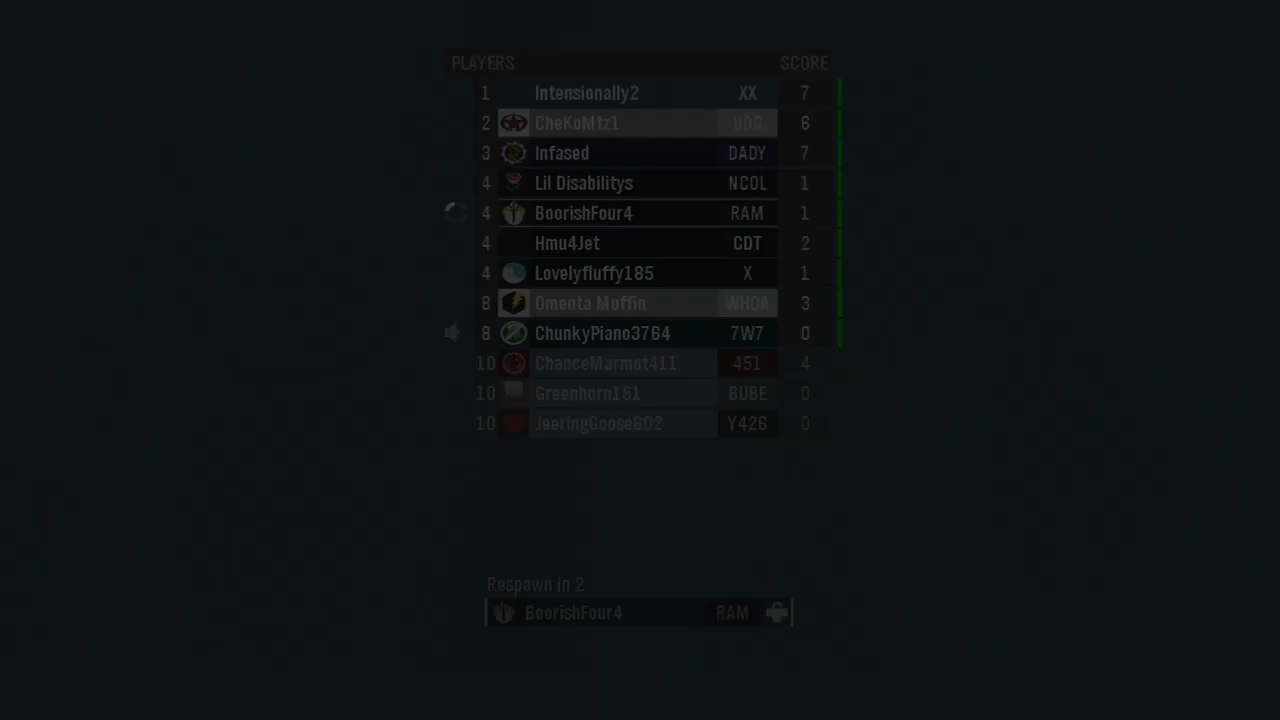 PLAYERS SCORE
1 Intensionally2 XX 7
2 CheKoMtz1 6
3 Infased DADY 7
4 Lil Disabilitys NCOL 1
4 BoorishFour4 RAM 1
4 Hmu4Jet CDT 2
4 Lovelyfluffy185 X 1
8 Omenta Muffin WHDA 3
8 ChunkyPiano3764 7W7 0
10 ChanceMarmot411 451 4
10 Greenhorn151 BUBE 0
10 JeeringGoose602 Y426 0
Respawn in 2
BoorishFour4 RAM